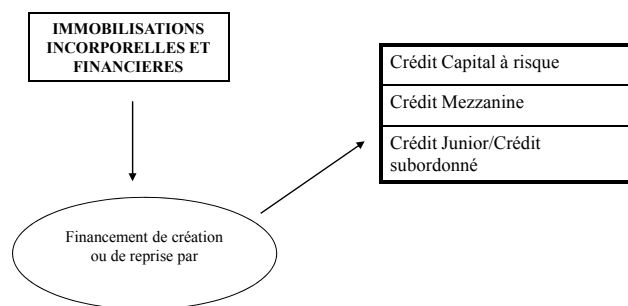 IMMOBILISATIONS
INCORPORELLES ET
FINANCIERES
Crédit Capital à risque
Crédit Mezzanine
Crédit Junior/Crédit
subordonné
Financement de création
ou de reprise par